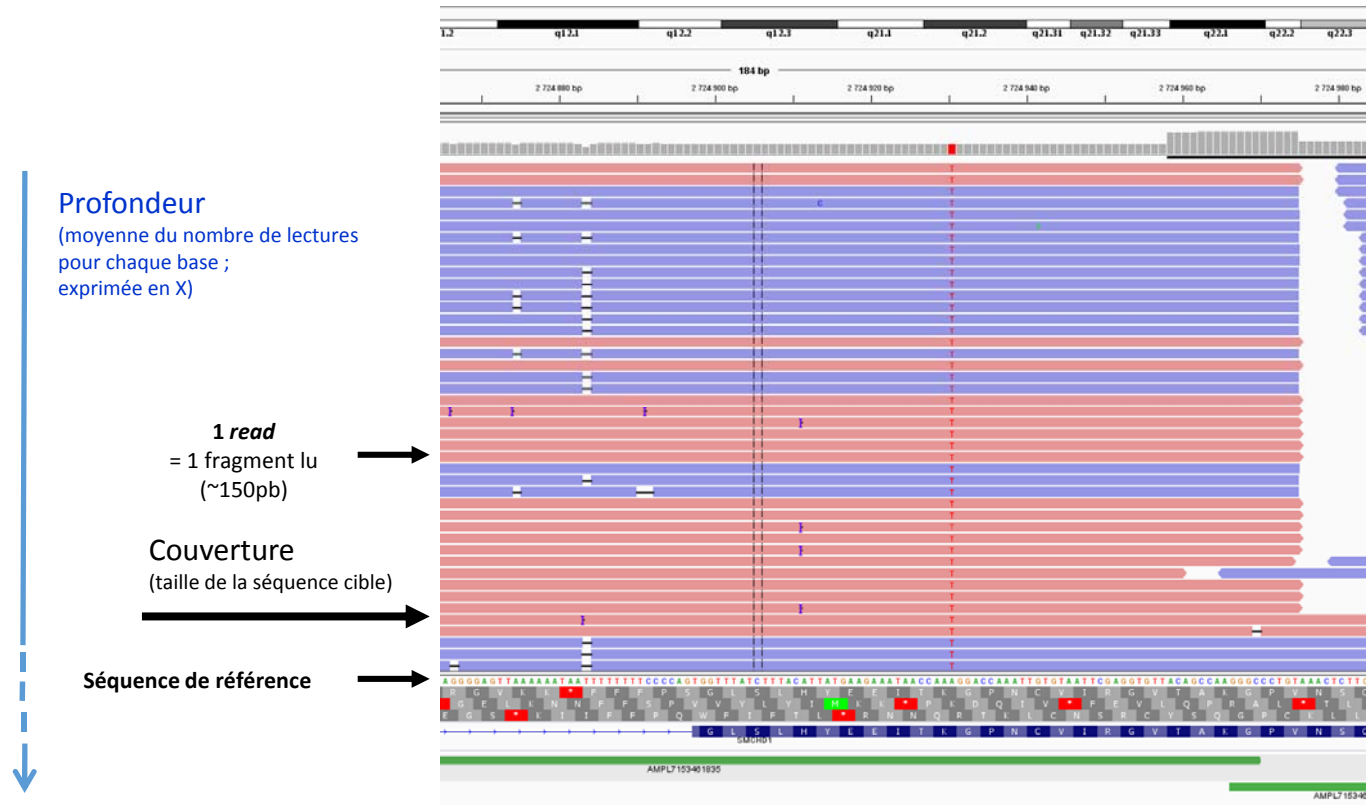 1.2 q12.1 q12.2 q12.3 q21.1 q21.2 q21.31 q21.32 q21.33 q22.1 q22.2 q22.3
184 bp
2 724 880 bp 2 724 900 bp 2 724 920 bp 2 724 940 bp 2 724 960 bp 2 724 980 bp
Profondeur
(moyenne du nombre de lectures
pour chaque base ;
exprimée en X)
1 read
= 1 fragment lu
(~150pb)
Couverture
(taille de la séquence cible)
Séquence de référence
C
T
AGGGGAGTTAAAAAATAATTTTTTTTCCCCAGTGGTTTATCTTTACATTATGAAGAAATAACCAAAGGACCAAATTGTGTAATTCGAGGTGTTACAGCCAAGGGCCCTGTAAACTCTTG
R G V K K * F F F P S G L S L H Y E E I T K G P N C V I R G V T A K G P V N S
G E L K N N F F S P V V Y L Y I M K K * P K D Q I V * F E V L Q P R A L * T L
E G S * K I I F F P Q W F I F T L * R N N Q R T K L C N S R C Y S Q G P C K L L
G L S L H Y E E I T K G P N C V I R G V T A K G P V N S
SMCHD1
AMPL7153461835
AMPL715346